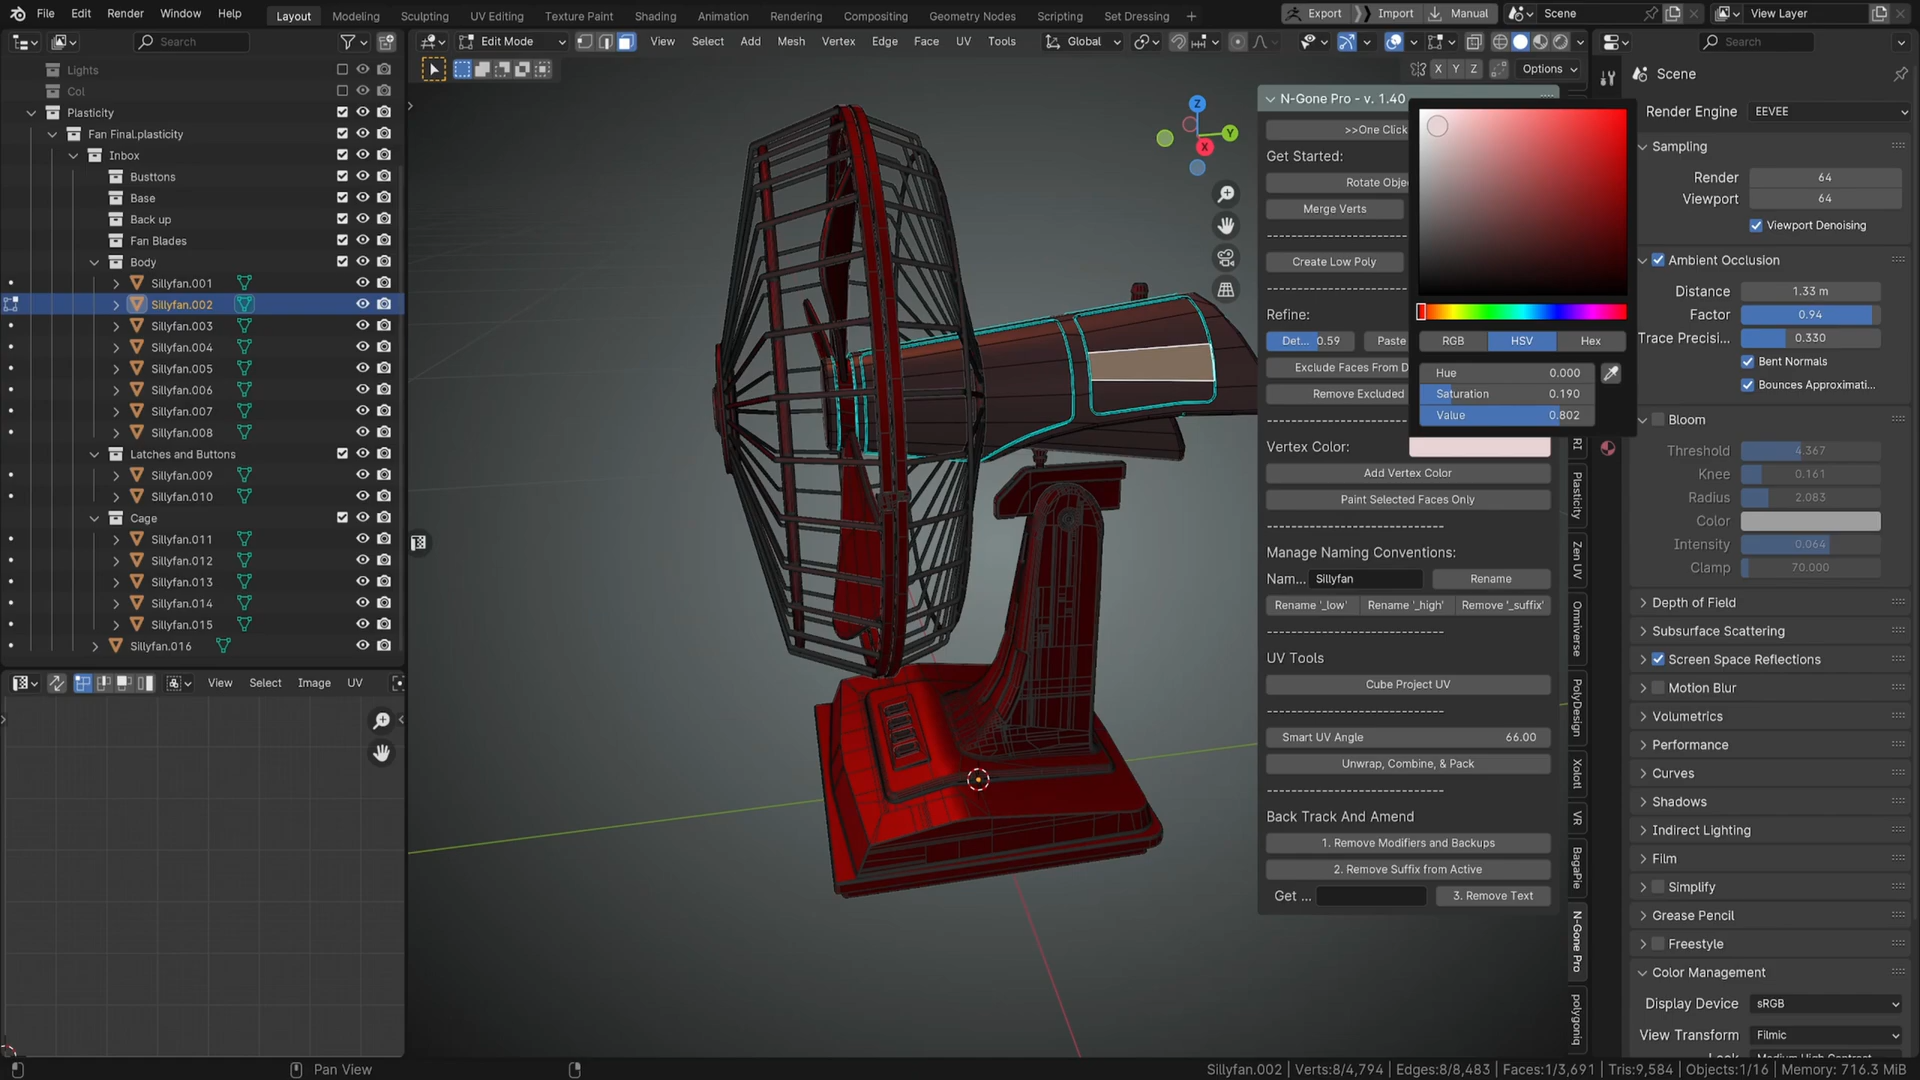 File Edit Render Window Help Layout Modeling Sculpting UV Editing Texture Paint Shading Animation Rendering Compositing Geometry Nodes Scripting Set Dressing + Export Import Manual Scene View Layer
Search Edit Mode View Select Add Mesh Vertex Edge Face UV Tools Global Search
X Y Z Options
Lights
Col
Plasticity
Fan Final.plasticity
Inbox
Busttons
Base
Back up
Fan Blades
Body
Sillyfan.001
Sillyfan.002
Sillyfan.003
Sillyfan.004
Sillyfan.005
Sillyfan.006
Sillyfan.007
Sillyfan.008
Latches and Buttons
Sillyfan.009
Sillyfan.010
Cage
Sillyfan.011
Sillyfan.012
Sillyfan.013
Sillyfan.014
Sillyfan.015
Sillyfan.016
View Select Image UV
Z
Y
X
N-Gone Pro - v. 1.40
>>One Click
Get Started:
Rotate Obje
Merge Verts
Create Low Poly
Refine:
Det... 0.59 Paste
Exclude Faces From D
Remove Excluded
RGB HSV Hex
Hue 0.000
Saturation 0.190
Value 0.802
Vertex Color:
Add Vertex Color
Paint Selected Faces Only
Manage Naming Conventions:
Nam... Sillyfan Rename
Rename '_low' Rename '_high' Remove '_suffix'
UV Tools
Cube Project UV
Smart UV Angle 66.00
Unwrap, Combine, & Pack
Back Track And Amend
1. Remove Modifiers and Backups
2. Remove Suffix from Active
Get ... 3. Remove Text
RI
Plasticity
Zen UV
Omniverse
PolyDesign
Xolotl
VR
BagaPie
N-Gone Pro
polygoniq
Scene
Render Engine EEVEE
Sampling
Render 64
Viewport 64
Viewport Denoising
Ambient Occlusion
Distance 1.33 m
Factor 0.94
Trace Precisi... 0.330
Bent Normals
Bounces Approximati...
Bloom
Threshold 4.367
Knee 0.161
Radius 2.083
Color
Intensity 0.064
Clamp 70.000
Depth of Field
Subsurface Scattering
Screen Space Reflections
Motion Blur
Volumetrics
Performance
Curves
Shadows
Indirect Lighting
Film
Simplify
Grease Pencil
Freestyle
Color Management
Display Device sRGB
View Transform Filmic
Pan View
Sillyfan.002 | Verts:8/4,794 | Edges:8/8,483 | Faces:1/3,691 | Tris:9,584 | Objects:1/16 | Memory: 716.3 MiB